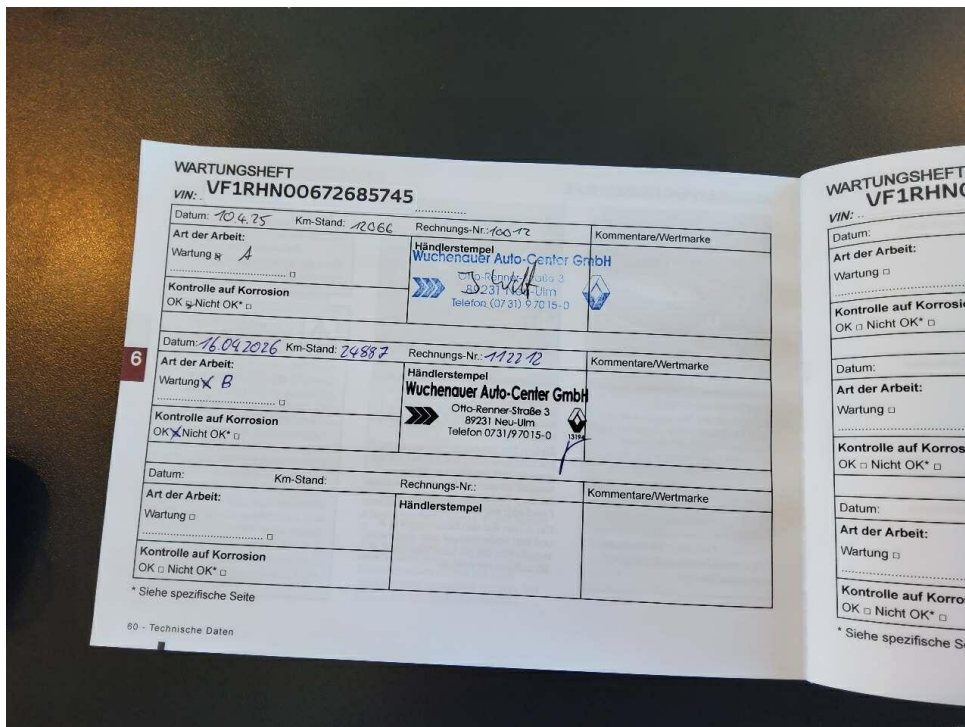 WARTUNGSHEFT
VIN: VF1RHN00672685745
Datum: 10.4.25 Km-Stand: 12066 Rechnungs-Nr.: 10012 Kommentare/Wertmarke
Art der Arbeit: Händlerstempel
Wuchenauer Auto-Center GmbH
Wartung A
Otto-Renner-Straße 3
89231 Neu-Ulm
Telefon (0731) 97015-0
Kontrolle auf Korrosion
OK Nicht OK*
6
Datum: 16.04.2026 Km-Stand: 24887 Rechnungs-Nr.: 112212 Kommentare/Wertmarke
Art der Arbeit: Händlerstempel
Wartung X B
Wuchenauer Auto-Center GmbH
Otto-Renner-Straße 3
89231 Neu-Ulm
Telefon 0731/97015-0
Kontrolle auf Korrosion
OK X Nicht OK*
Datum: Km-Stand: Rechnungs-Nr.: Kommentare/Wertmarke
Art der Arbeit: Händlerstempel
Wartung
Kontrolle auf Korrosion
OK Nicht OK*
* Siehe spezifische Seite
60 - Technische Daten
WARTUNGSHEFT
VIN: VF1RHN0
Datum:
Art der Arbeit:
Wartung
Kontrolle auf Korrosi
OK Nicht OK*
Datum:
Art der Arbeit:
Wartung
Kontrolle auf Korros
OK Nicht OK*
Datum:
Art der Arbeit:
Wartung
Kontrolle auf Korro
OK Nicht OK*
* Siehe spezifische Se